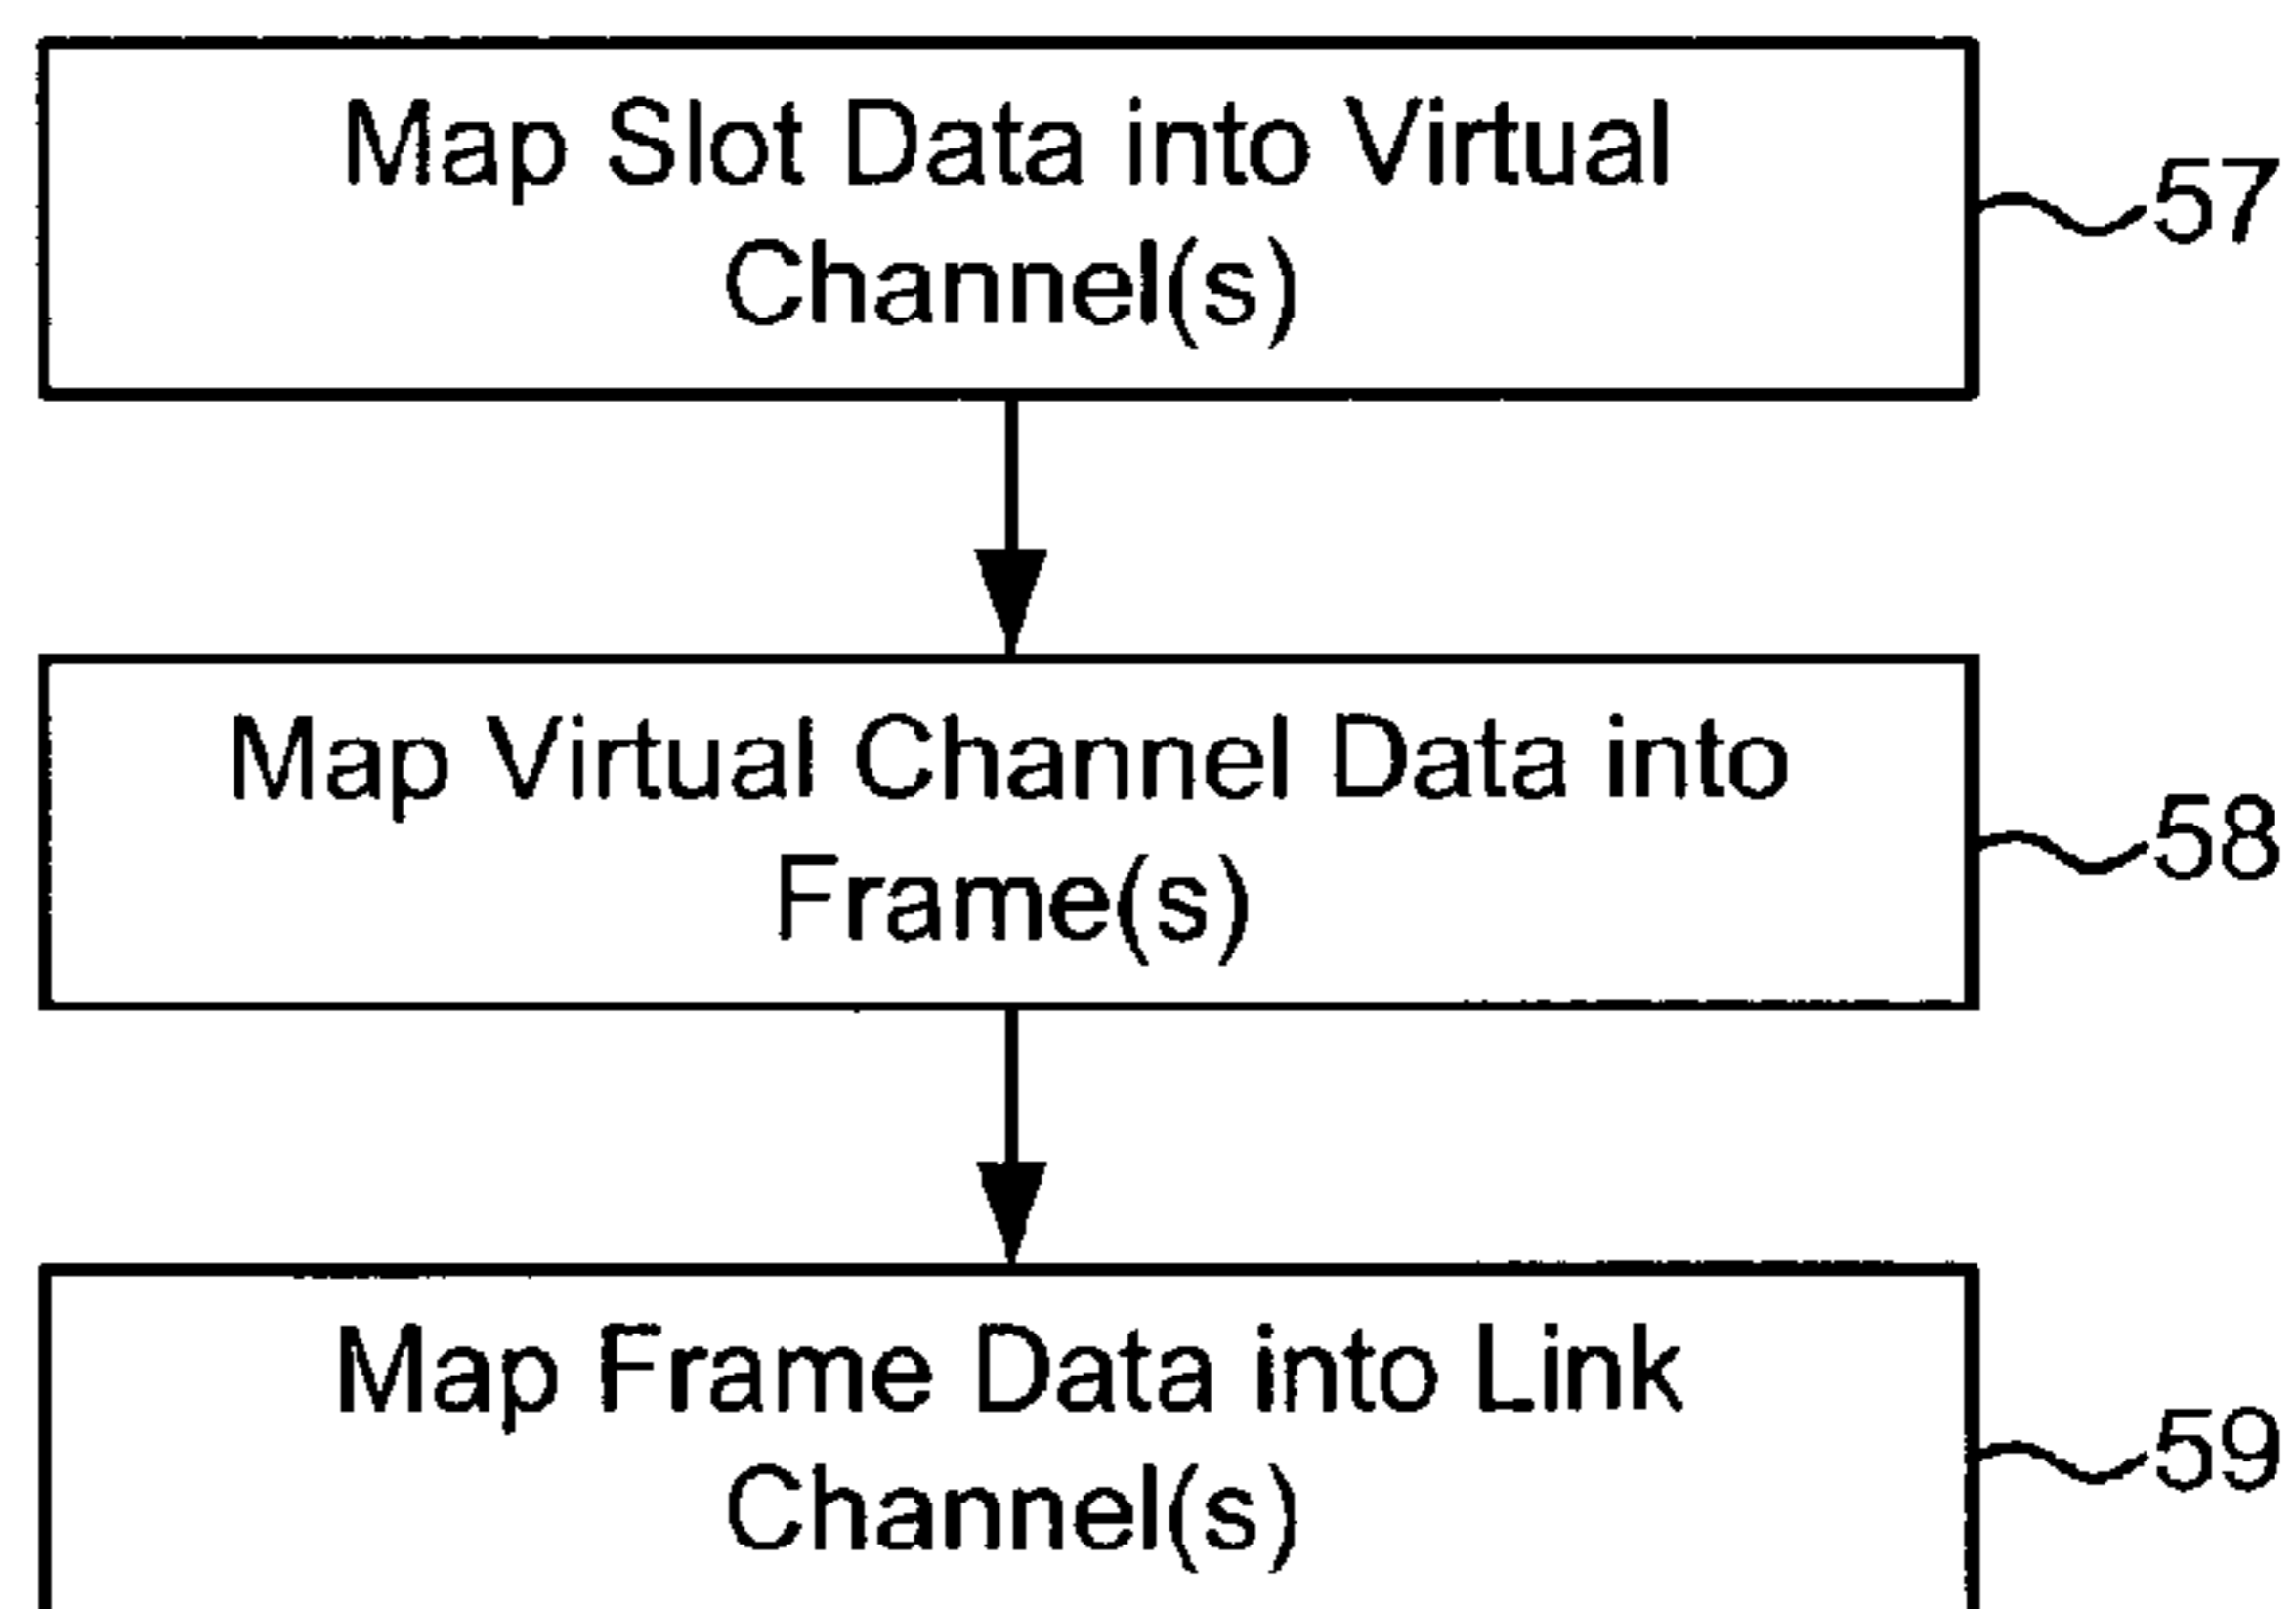 Map Slot Data into Virtual
Channel(s)
57
Map Virtual Channel Data into
Frame(s)
58
Map Frame Data into Link
Channel(s)
59